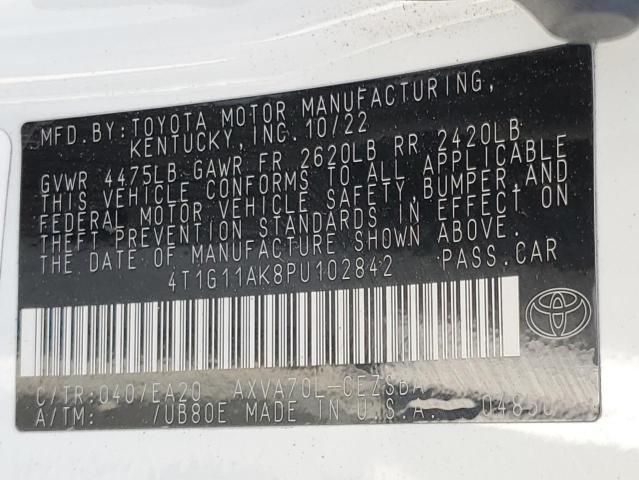 MFD.BY: TOYOTA MOTOR MANUFACTURING,
KENTUCKY, INC. 10/22
GVWR 4475LB GAWR FR 2620LB RR 2420LB
THIS VEHICLE CONFORMS TO ALL APPLICABLE
FEDERAL MOTOR VEHICLE SAFETY, BUMPER, AND
THEFT PREVENTION STANDARDS IN EFFECT ON
THE DATE OF MANUFACTURE SHOWN ABOVE.
4T1G11AK8PU102842 PASS.CAR
C/TR:040/EA20 AXVA70L-CEZSBA
A/TM: /UB80E MADE IN U.S.A.